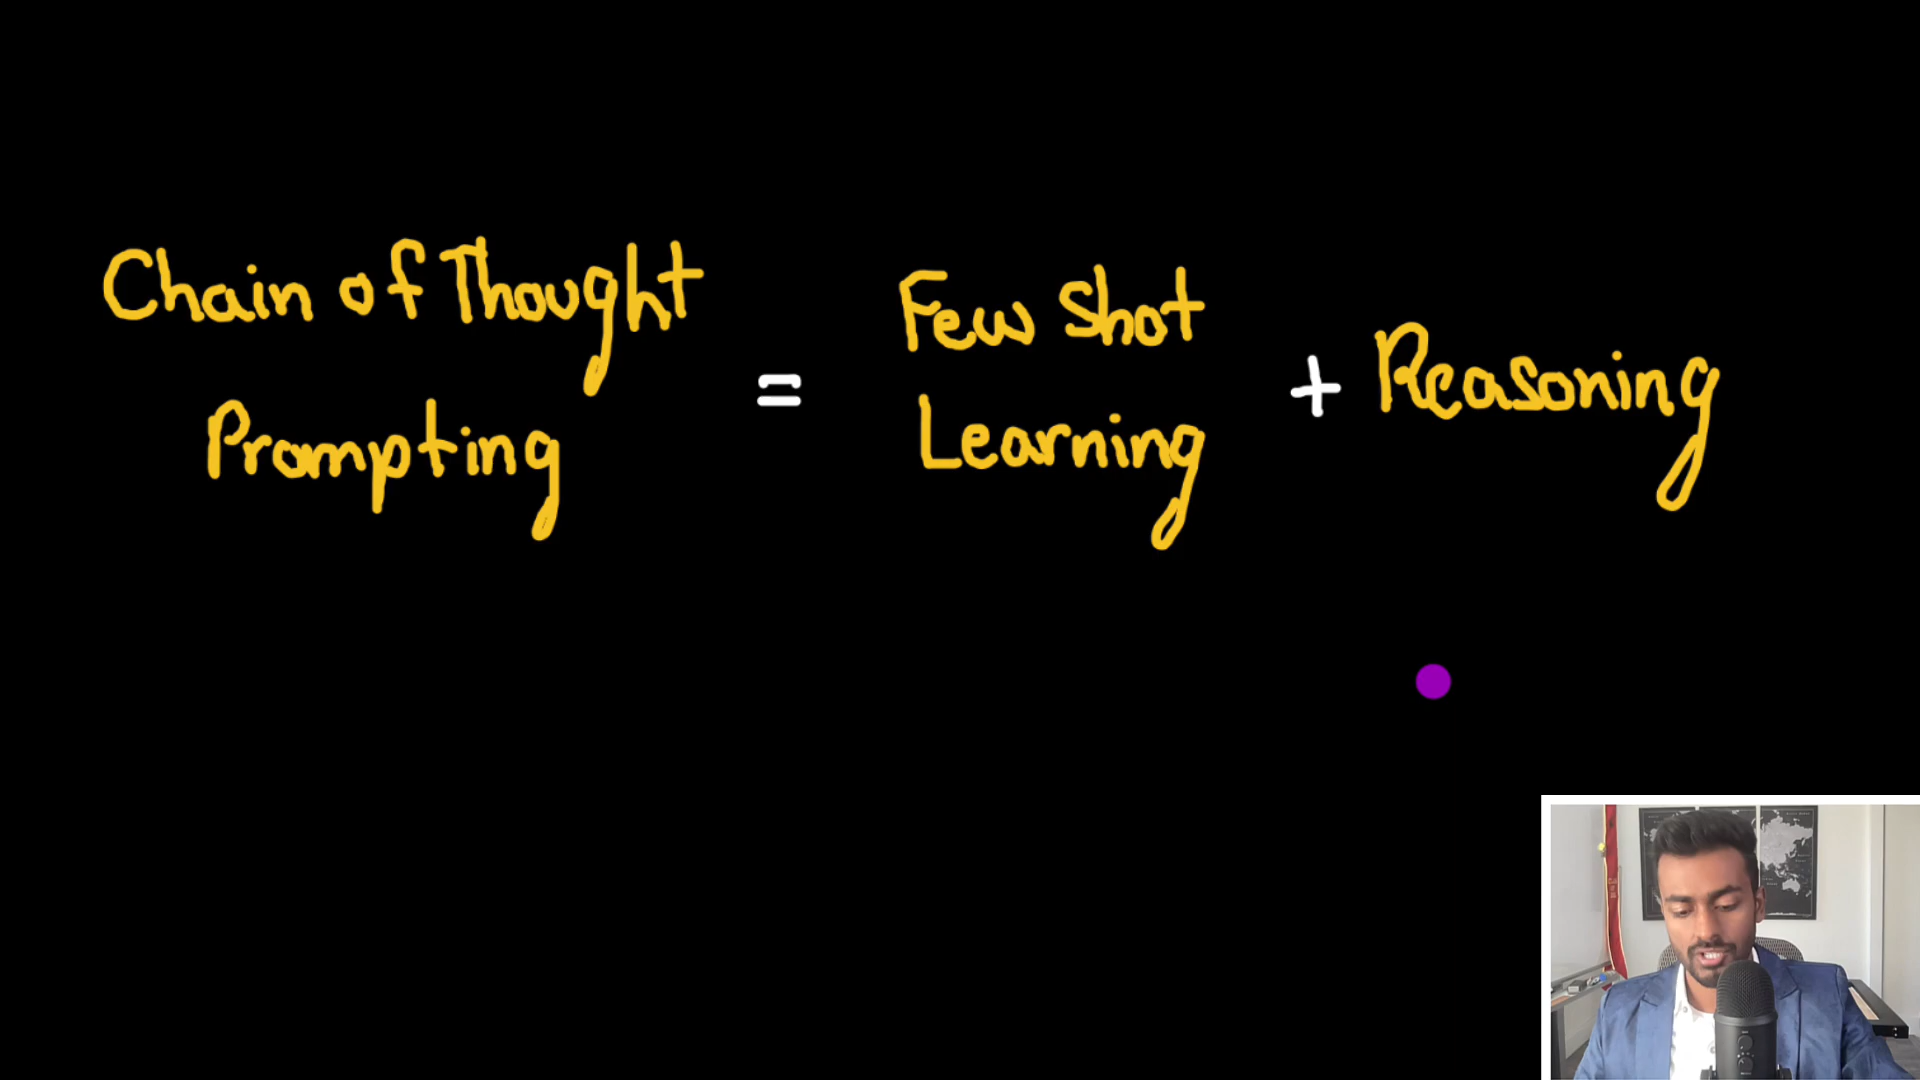 Chain of Thought
Prompting
=
Few Shot
Learning
+ Reasoning